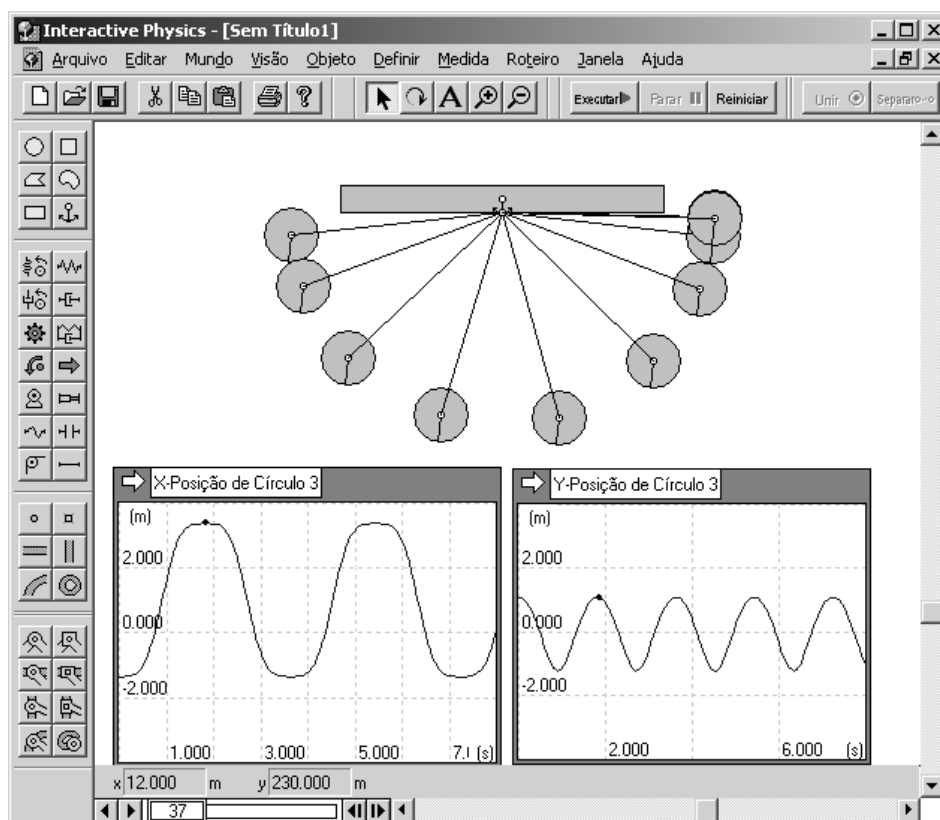 Interactive Physics - [Sem Título1]
Arquivo Editar Mundo Visão Objeto Definir Medida Roteiro Janela Ajuda
A Executar Parar Reiniciar Unir Separar
X-Posição de Círculo 3
(m)
2.000
0.000
-2.000
1.000 3.000 5.000 7.( (s)
Y-Posição de Círculo 3
(m)
2.000
0.000
-2.000
2.000 6.000 (s)
x 12.000 m y 230.000 m
37